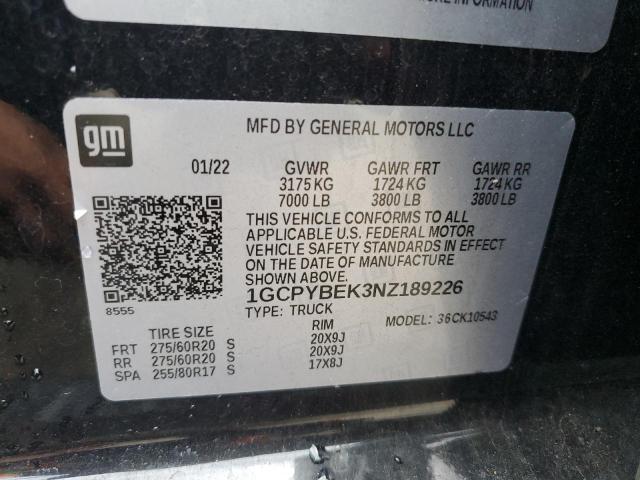 URE INFORMATION
gm
MFD BY GENERAL MOTORS LLC
01/22 GVWR GAWR FRT GAWR RR
3175 KG 1724 KG 1724 KG
7000 LB 3800 LB 3800 LB
THIS VEHICLE CONFORMS TO ALL
APPLICABLE U.S. FEDERAL MOTOR
VEHICLE SAFETY STANDARDS IN EFFECT
ON THE DATE OF MANUFACTURE
SHOWN ABOVE.
1GCPYBEK3NZ189226
8555
TYPE: TRUCK MODEL: 36CK10543
TIRE SIZE RIM
FRT 275/60R20 S 20X9J
RR 275/60R20 S 20X9J
SPA 255/80R17 S 17X8J